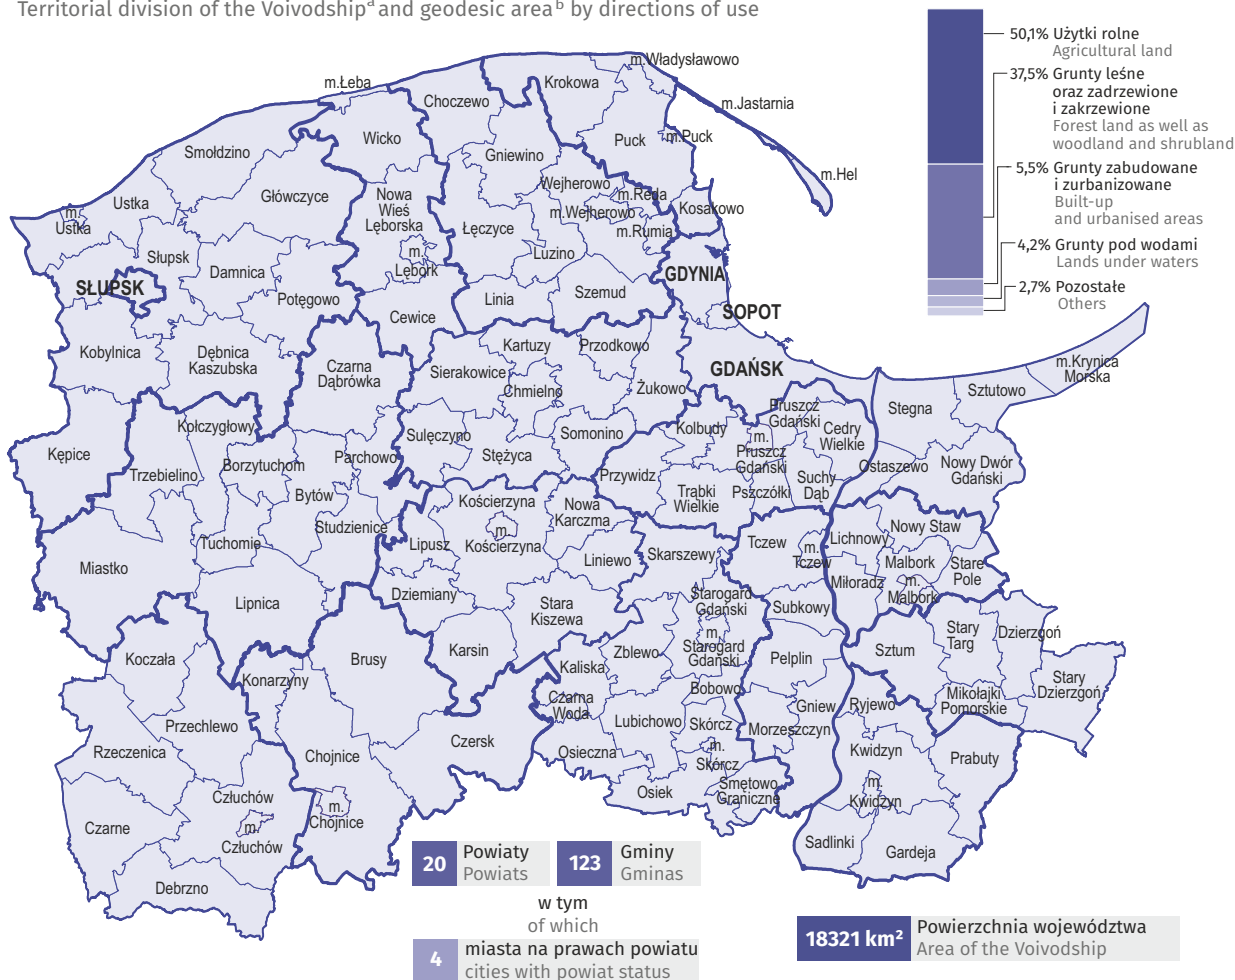 Territorial division of the Voivodship a and geodesic area b by directions of use
50,1% Użytki rolne
Agricultural land
37,5% Grunty leśne
oraz zadrzewione
i zakrzewione
Forest land as well as
woodland and shrubland
5,5% Grunty zabudowane
i zurbanizowane
Built-up
and urbanised areas
4,2% Grunty pod wodami
Lands under waters
2,7% Pozostałe
Others
m.Władysławowo
m.Łeba
Krokowa
Choczewo
m.Jastarnia
Wicko
Puck
m.Puck
Smołdzino
Gniewino
m.Hel
Wejherowo
Główczyce
Nowa
Wieś
Lęborska
m.Reda
Ustka
m.
Ustka
m.Wejherowo
Kosakowo
Łęczyce
m.Rumia
Słupsk
m.
Lębork
Luzino
Damnica
GDYNIA
SŁUPSK
Potęgowo
Linia
Szemud
Cewice
SOPOT
Kobylnica
Dębnica
Kaszubska
Kartuzy
Przodkowo
Czarna
Dąbrówka
Sierakowice
GDAŃSK
m.Krynica
Morska
Chmielno
Żukowo
Sztutowo
Stegna
Pruszcz
Gdański
Kołczygłowy
Kolbudy
Cedry
Wielkie
Sulęczyno
Somonino
m.
Pruszcz
Gdański
Kępice
Stężyca
Parchowo
Borzytuchom
Trzebielino
Przywidz
Ostaszewo
Nowy Dwór
Gdański
Suchy
Dąb
Pszczółki
Trąbki
Wielkie
Bytów
Kościerzyna
Nowa
Karczma
Studzienice
m.
Kościerzyna
Nowy Staw
Lichnowy
Tuchomie
Lipusz
Tczew
m.
Tczew
Skarszewy
Liniewo
Miastko
Malbork
Stare
Pole
Miłoradz
m.
Malbork
Dziemiany
Starogard
Gdański
Lipnica
Stara
Kiszewa
Subkowy
Stary
Targ
Dzierzgoń
m.
Starogard
Gdański
Karsin
Zblewo
Sztum
Koczała
Brusy
Pelplin
Kaliska
Konarzyny
Stary
Dzierzgoń
Bobowo
Mikołajki
Pomorskie
Czarna
Woda
Gniew
Ryjewo
Przechlewo
Lubichowo
Skórcz
Morzeszczyn
Czersk
Rzeczenica
Chojnice
Osieczna
m.
Skórcz
Kwidzyn
Prabuty
Smętowo
Graniczne
Osiek
m.
Kwidzyn
Człuchów
m.
Chojnice
Czarne
m.
Człuchów
Sadlinki
Gardeja
Debrzno
20 Powiaty
Powiats
123 Gminy
Gminas
w tym
of which
4 miasta na prawach powiatu
cities with powiat status
18321 km² Powierzchnia województwa
Area of the Voivodship